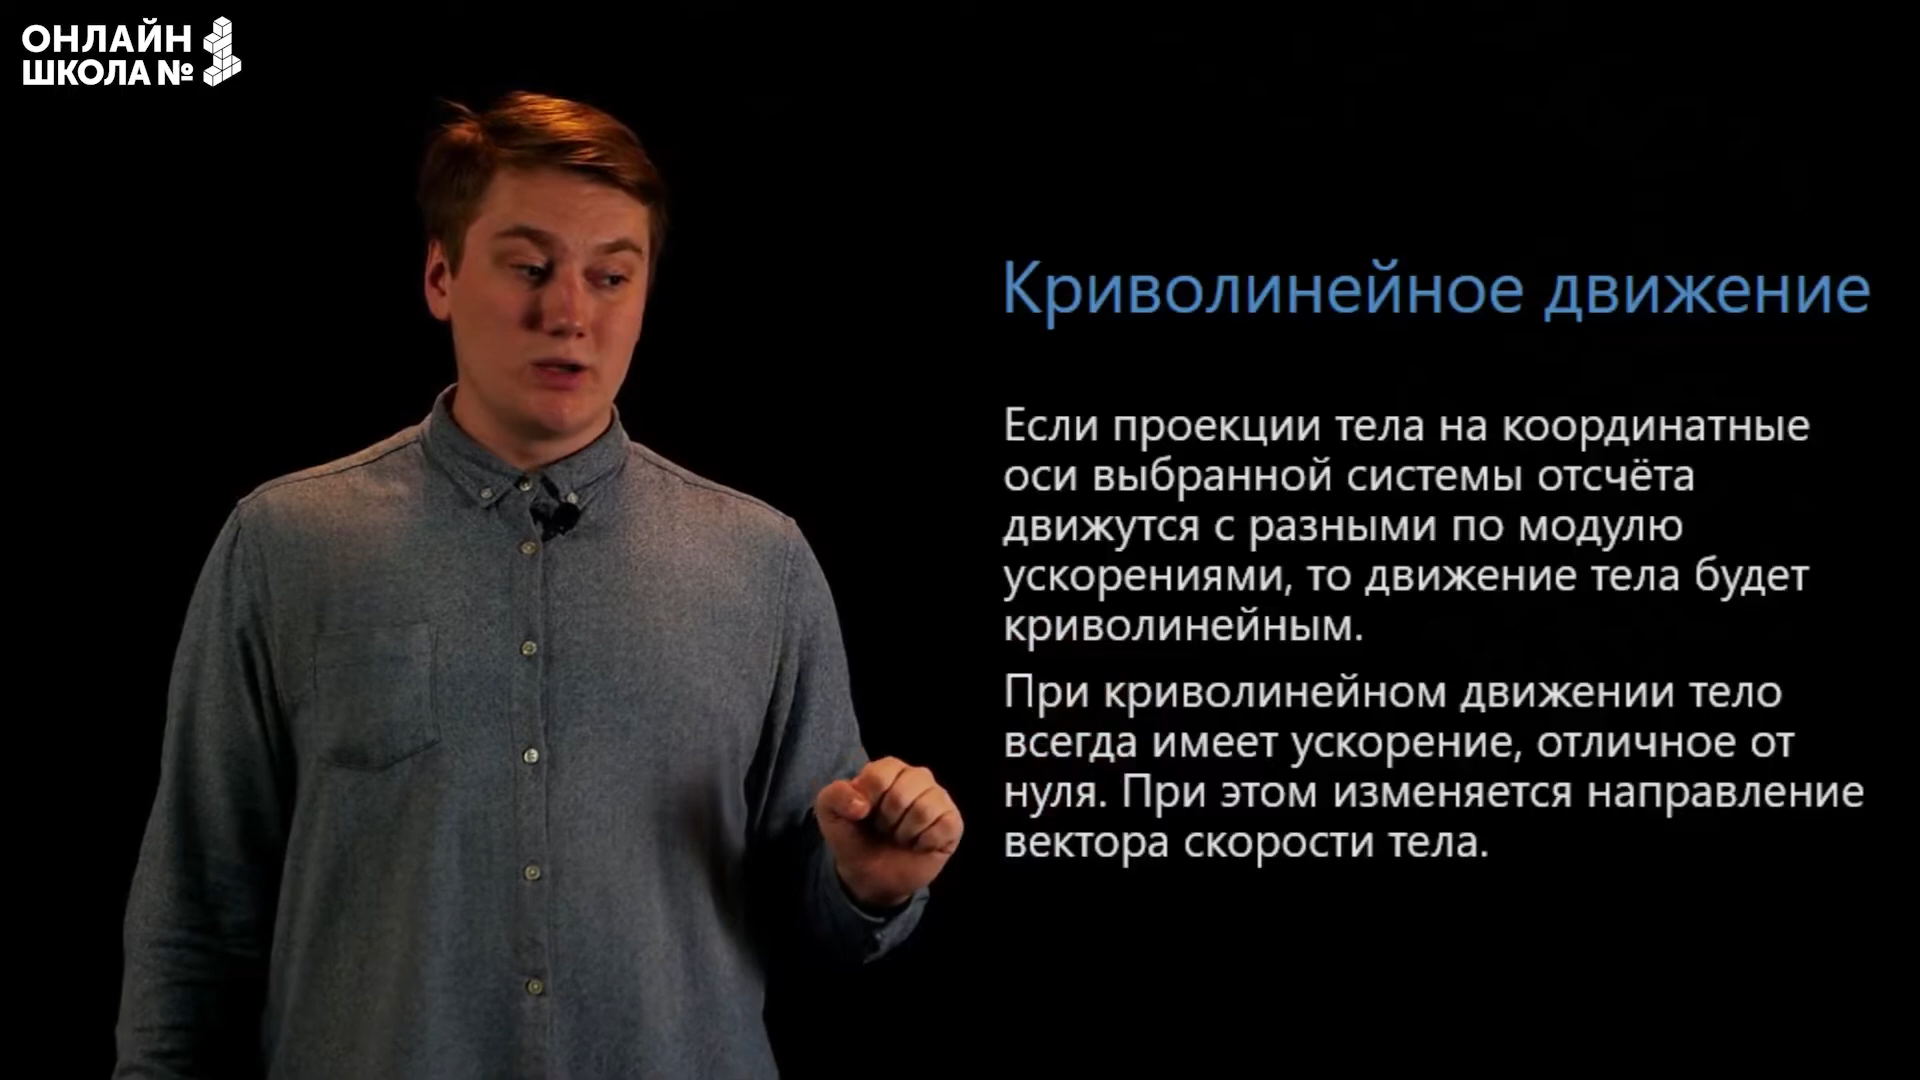 ОНЛАЙН
ШКОЛА №
Криволинейное движение
Если проекции тела на координатные
оси выбранной системы отсчёта
движутся с разными по модулю
ускорениями, то движение тела будет
криволинейным.
При криволинейном движении тело
всегда имеет ускорение, отличное от
нуля. При этом изменяется направление
вектора скорости тела.